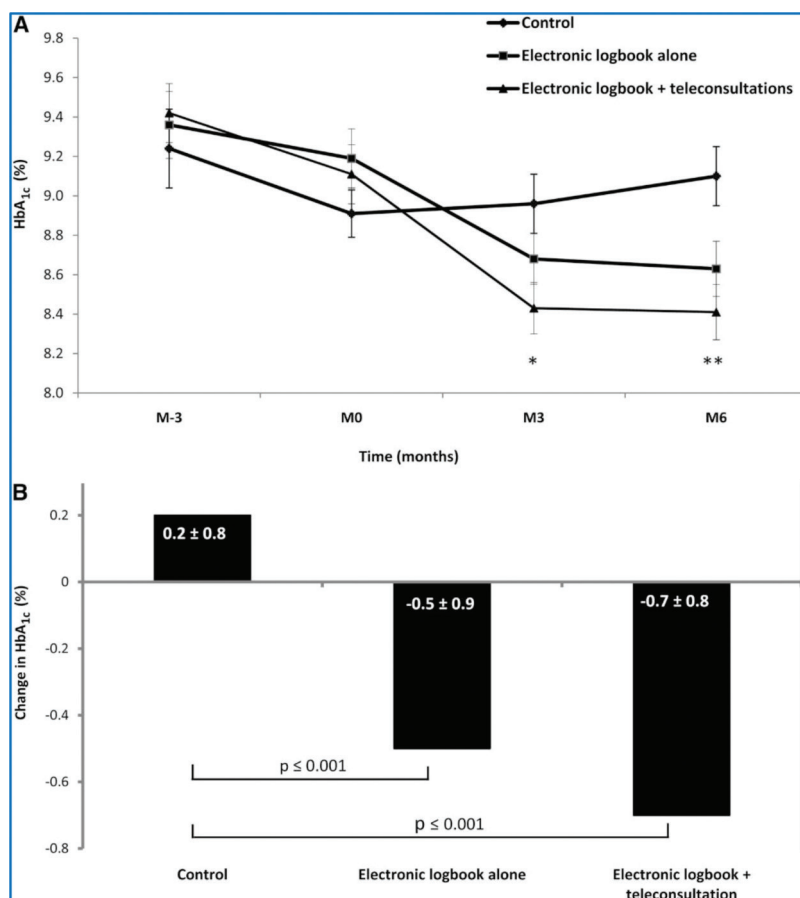 A
Control
Electronic logbook alone
Electronic logbook + teleconsultations
HbA1c (%)
9.8
9.6
9.4
9.2
9.0
8.8
8.6
8.4
8.2
8.0
*
**
M-3
M0
M3
M6
Time (months)
B
Change in HbA1c (%)
0.2
0
-0.2
-0.4
-0.6
-0.8
0.2 ± 0.8
-0.5 ± 0.9
-0.7 ± 0.8
p ≤ 0.001
p ≤ 0.001
Control
Electronic logbook alone
Electronic logbook +
teleconsultation